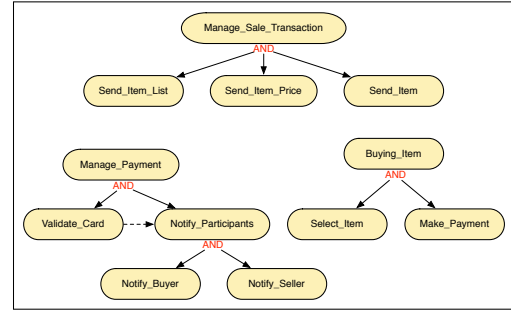 Manage_Sale_Transaction
AND
Send_Item_List
Send_Item_Price
Send_Item
Manage_Payment
AND
Validate_Card
Notify_Participants
AND
Notify_Buyer
Notify_Seller
Buying_Item
AND
Select_Item
Make_Payment